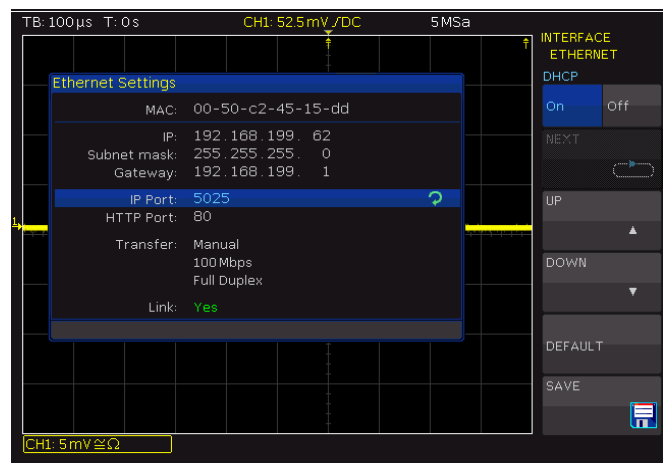 TB: 100µs T: 0s CH1: 52.5mV/DC 5MSa
INTERFACE
ETHERNET
DHCP
On Off
NEXT
UP
DOWN
DEFAULT
SAVE
Ethernet Settings
MAC: 00-50-c2-45-15-dd
IP: 192.168.199. 62
Subnet mask: 255.255.255. 0
Gateway: 192.168.199. 1
IP Port: 5025
HTTP Port: 80
Transfer: Manual
100Mbps
Full Duplex
Link: Yes
1
CH1: 5mV≅Ω